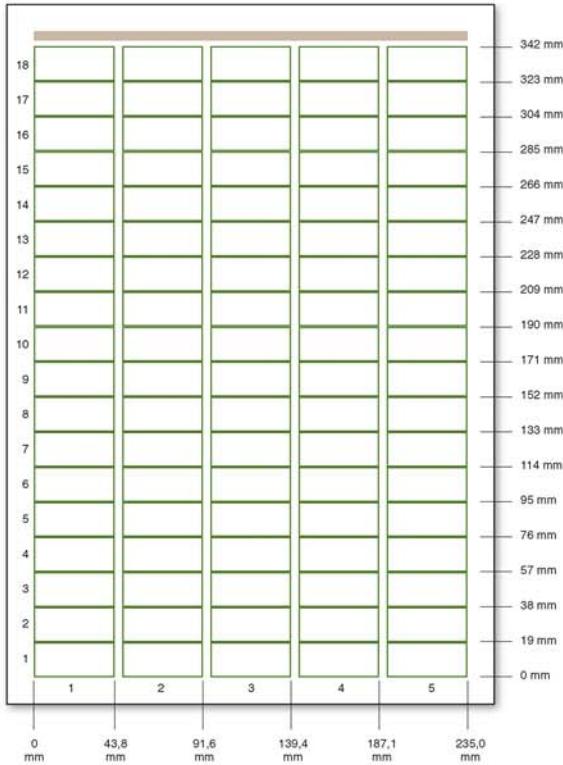 342 mm
18
323 mm
17
304 mm
16
285 mm
15
266 mm
14
247 mm
13
228 mm
12
209 mm
11
190 mm
10
171 mm
9
152 mm
8
133 mm
7
114 mm
6
95 mm
5
76 mm
4
57 mm
3
38 mm
2
19 mm
1
0 mm
1 2 3 4 5
0 43,8 91,6 139,4 187,1 235,0
mm mm mm mm mm mm